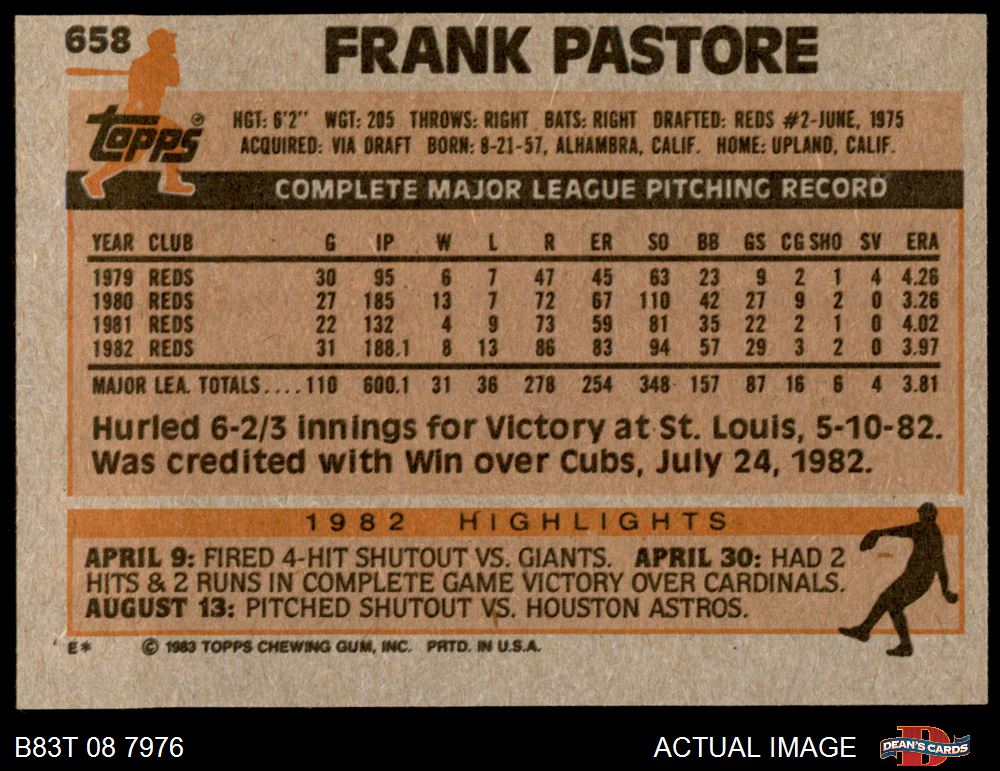 658
FRANK PASTORE
topps®
HGT: 6'2" WGT: 205 THROWS: RIGHT BATS: RIGHT DRAFTED: REDS #2-JUNE, 1975
ACQUIRED: VIA DRAFT BORN: 8-21-57, ALHAMBRA, CALIF. HOME: UPLAND, CALIF.
COMPLETE MAJOR LEAGUE PITCHING RECORD
YEAR CLUB G IP W L R ER SO BB GS CG SHO SV ERA
1979 REDS 30 95 6 7 47 45 63 23 9 2 1 4 4.26
1980 REDS 27 185 13 7 72 67 110 42 27 9 2 0 3.26
1981 REDS 22 132 4 9 73 59 81 35 22 2 1 0 4.02
1982 REDS 31 188.1 8 13 86 83 94 57 29 3 2 0 3.97
MAJOR LEA. TOTALS....110 600.1 31 36 278 254 348 157 87 16 6 4 3.81
Hurled 6-2/3 innings for Victory at St. Louis, 5-10-82.
Was credited with Win over Cubs, July 24, 1982.
1982 HIGHLIGHTS
APRIL 9: FIRED 4-HIT SHUTOUT VS. GIANTS. APRIL 30: HAD 2
HITS & 2 RUNS IN COMPLETE GAME VICTORY OVER CARDINALS.
AUGUST 13: PITCHED SHUTOUT VS. HOUSTON ASTROS.
E* © 1983 TOPPS CHEWING GUM, INC. PRTD. IN U.S.A.
B83T 08 7976 ACTUAL IMAGE D DEAN'S CARDS